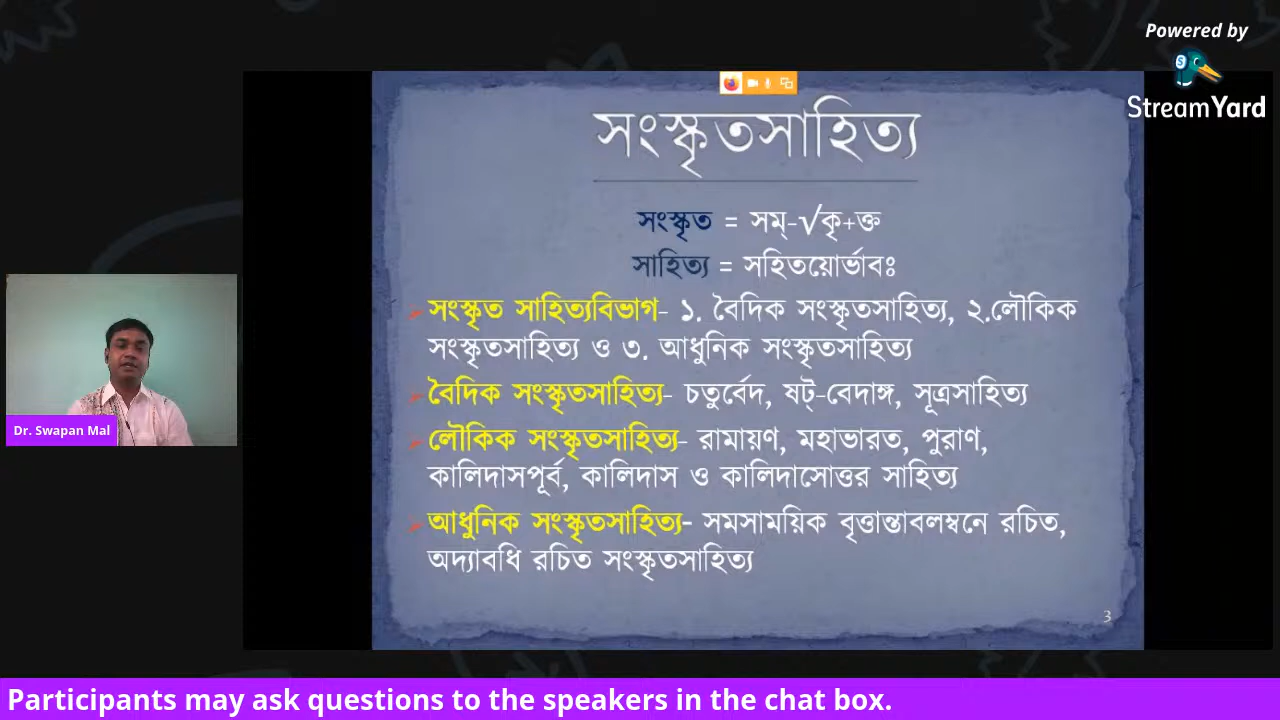 Powered by
StreamYard
সংস্কৃতসাহিত্য
সংস্কৃত = সম্-√কৃ+ক্ত
সাহিত্য = সহিতয়োর্ভাবঃ
সংস্কৃত সাহিত্যবিভাগ- ১. বৈদিক সংস্কৃতসাহিত্য, ২.লৌকিক
সংস্কৃতসাহিত্য ও ৩. আধুনিক সংস্কৃতসাহিত্য
বৈদিক সংস্কৃতসাহিত্য- চতুর্বেদ, ষট্-বেদাঙ্গ, সূত্রসাহিত্য
লৌকিক সংস্কৃতসাহিত্য- রামায়ণ, মহাভারত, পুরাণ,
কালিদাসপূর্ব, কালিদাস ও কালিদাসোত্তর সাহিত্য
আধুনিক সংস্কৃতসাহিত্য- সমসাময়িক বৃত্তান্তাবলম্বনে রচিত,
অদ্যাবধি রচিত সংস্কৃতসাহিত্য
3
Dr. Swapan Mal
Participants may ask questions to the speakers in the chat box.